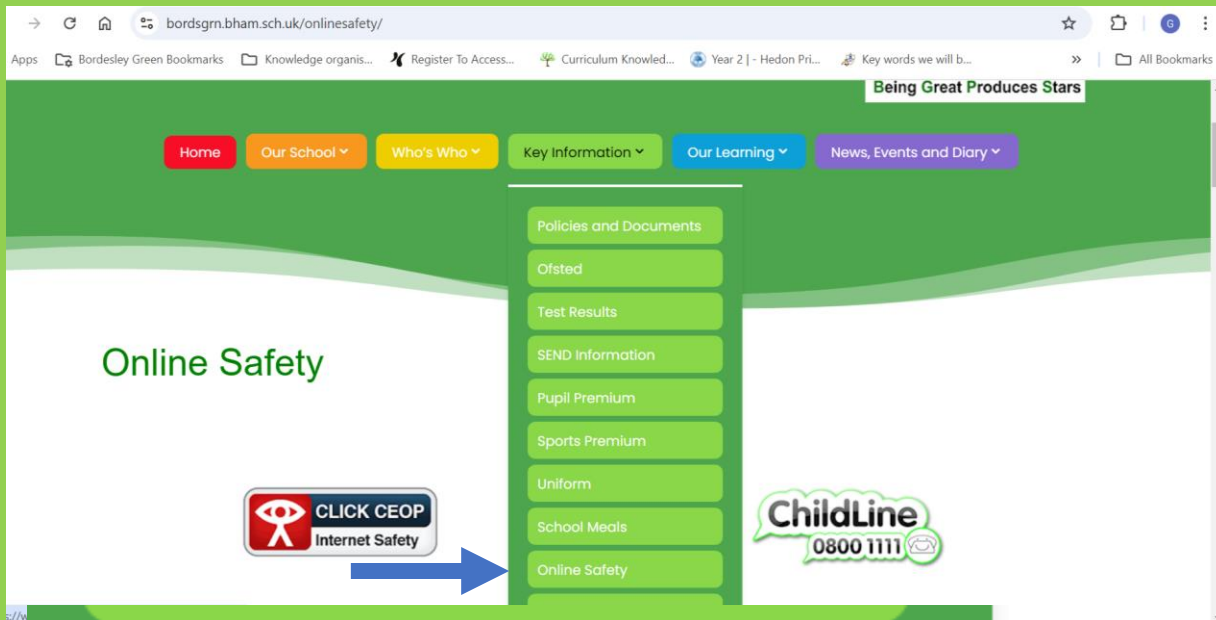 bordsgrn.bham.sch.uk/onlinesafety/
G
Apps Bordesley Green Bookmarks Knowledge organis... Register To Access... Curriculum Knowled... Year 2 | - Hedon Pri... Key words we will b... » All Bookmarks
Being Great Produces Stars
Home Our School Who's Who Key Information Our Learning News, Events and Diary
Policies and Documents
Ofsted
Test Results
SEND Information
Pupil Premium
Sports Premium
Uniform
School Meals
Online Safety
Online Safety
CLICK CEOP
Internet Safety
ChildLine
0800 1111